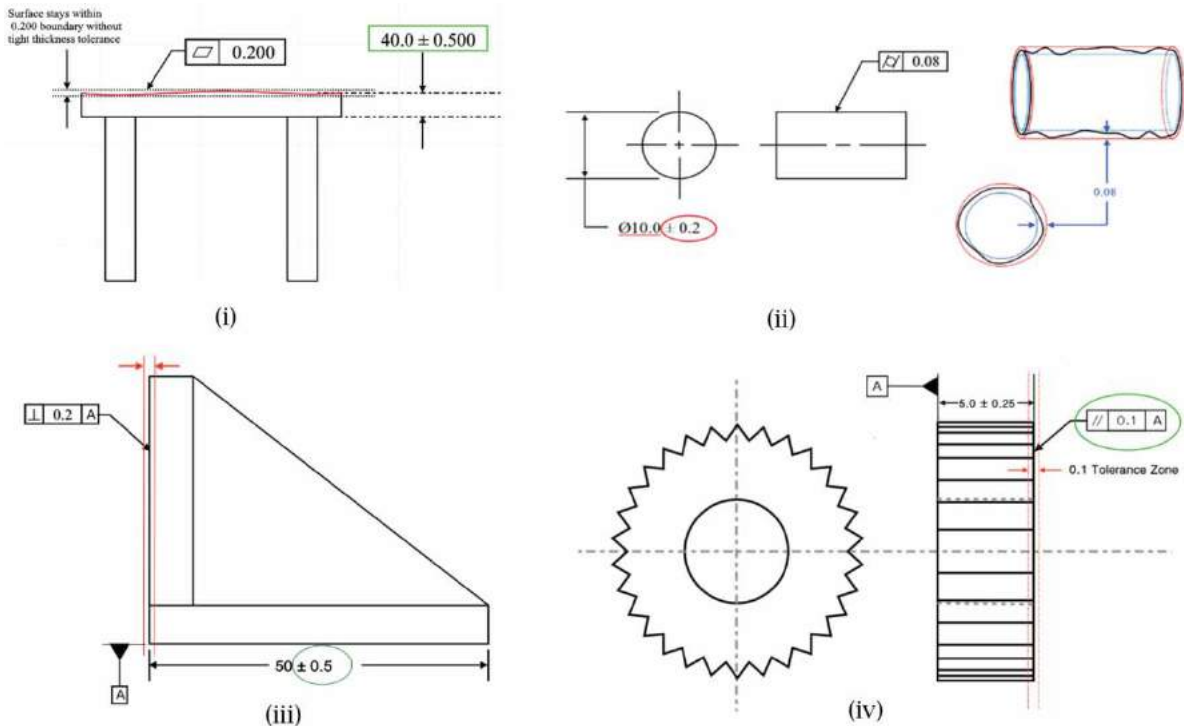 Surface stays within
0.200 boundary without
tight thickness tolerance
⏥ 0.200
40.0 ± 0.500
(i)
⌭ 0.08
Ø10.0 ± 0.2
0.08
(ii)
⊥ 0.2 A
A
50 ± 0.5
(iii)
A
5.0 ± 0.25
// 0.1 A
0.1 Tolerance Zone
(iv)